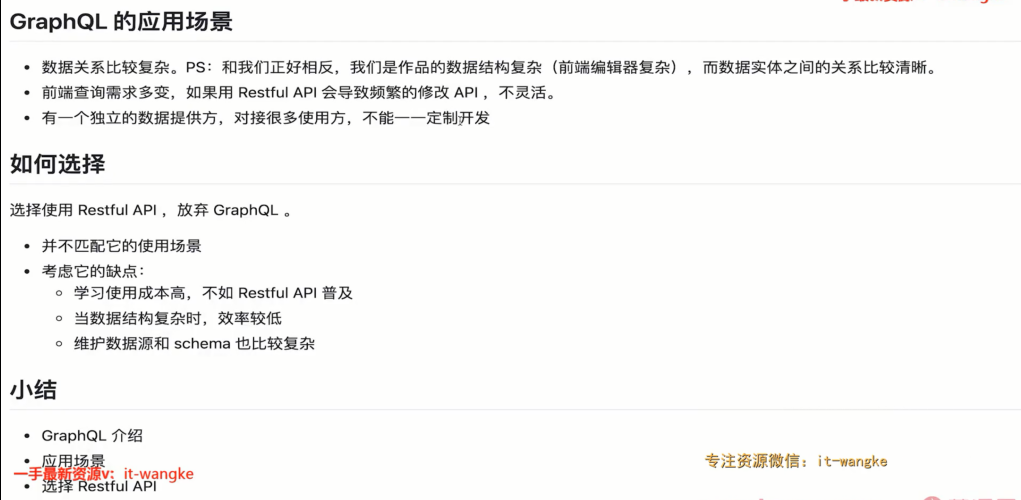 GraphQL 的应用场景
数据关系比较复杂。PS：和我们正好相反，我们是作品的数据结构复杂（前端编辑器复杂），而数据实体之间的关系比较清晰。
前端查询需求多变，如果用 Restful API 会导致频繁的修改 API ，不灵活。
有一个独立的数据提供方，对接很多使用方，不能一一定制开发
如何选择
选择使用 Restful API ，放弃 GraphQL 。
并不匹配它的使用场景
考虑它的缺点：
学习使用成本高，不如 Restful API 普及
当数据结构复杂时，效率较低
维护数据源和 schema 也比较复杂
小结
GraphQL 介绍
应用场景
专注资源微信：it-wangke
一手最新资源v：it-wangke
选择 Restful API